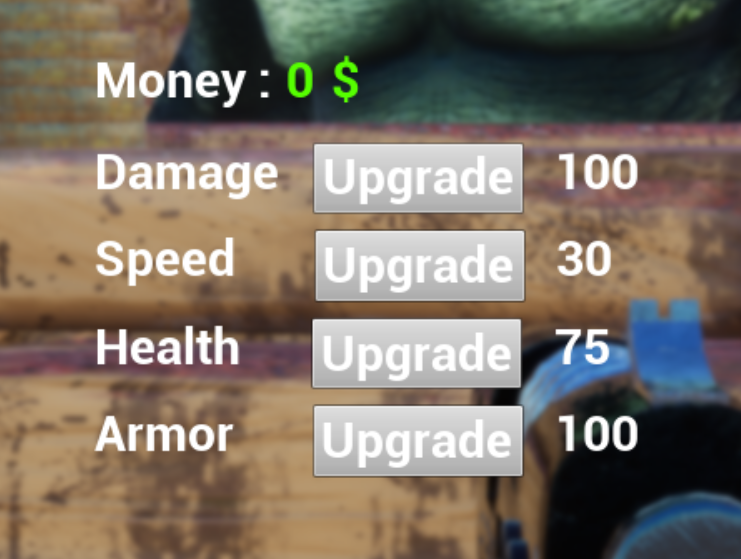 Money : 0 $
Damage Upgrade 100
Speed Upgrade 30
Health Upgrade 75
Armor Upgrade 100